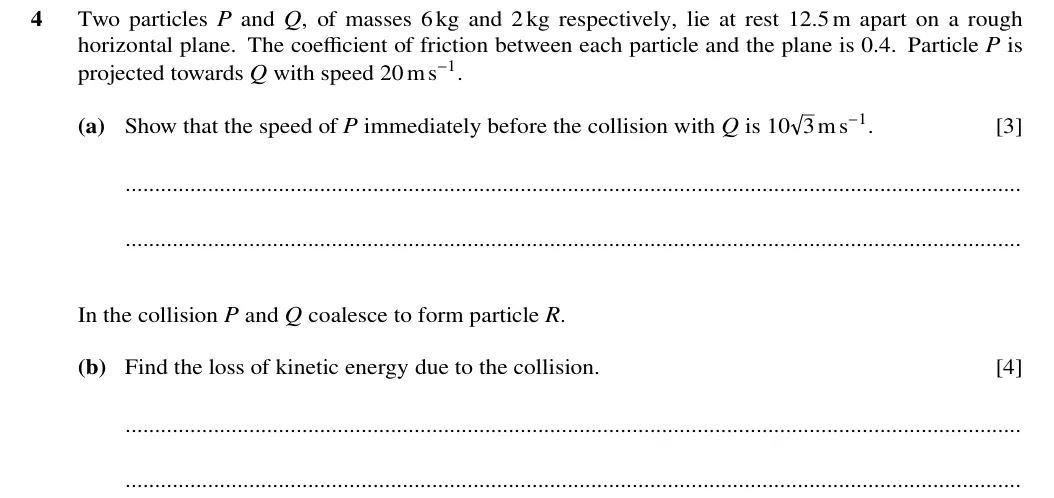 4 Two particles P and Q, of masses 6 kg and 2 kg respectively, lie at rest 12.5 m apart on a rough
horizontal plane. The coefficient of friction between each particle and the plane is 0.4. Particle P is
projected towards Q with speed 20 m s⁻¹.
(a) Show that the speed of P immediately before the collision with Q is 10√3 m s⁻¹. [3]
In the collision P and Q coalesce to form particle R.
(b) Find the loss of kinetic energy due to the collision. [4]